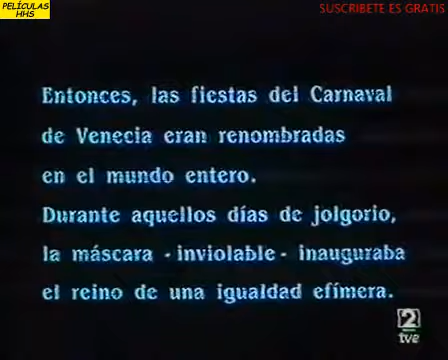 PELÍCULAS
HHS
SUSCRIBETE ES GRATIS
Entonces, las fiestas del Carnaval
de Venecia eran renombradas
en el mundo entero.
Durante aquellos días de jolgorio,
la máscara - inviolable - inauguraba
el reino de una igualdad efímera.
2
tve